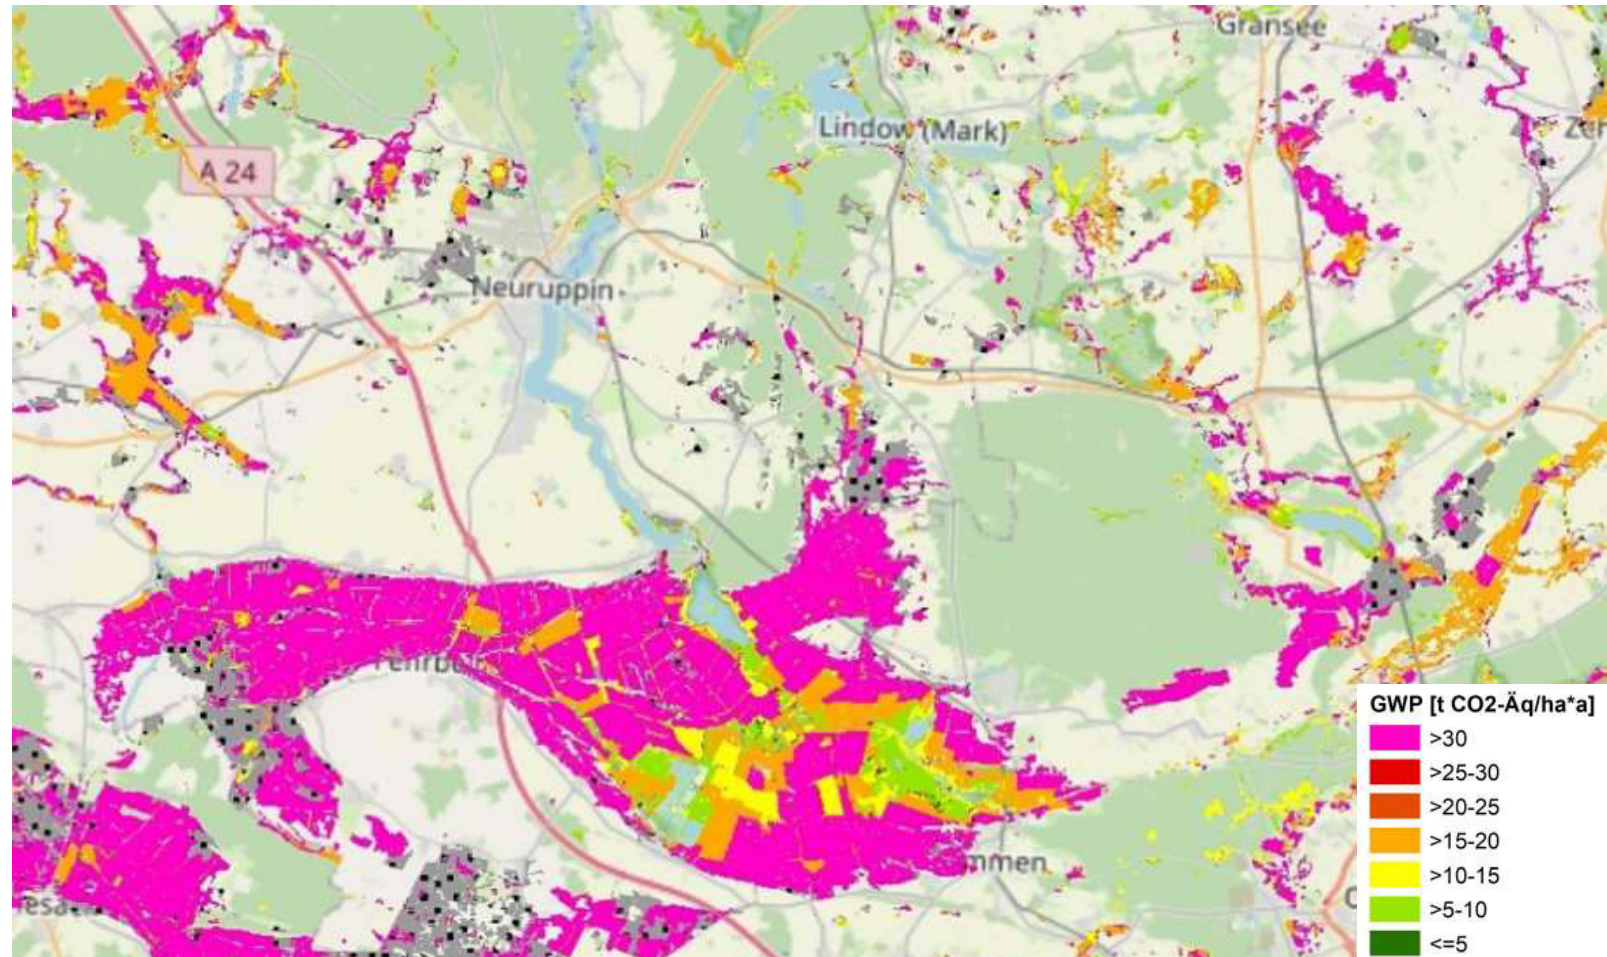 Gransee
Lindow (Mark)
A 24
Neuruppin
GWP [t CO2-Äq/ha*a]
>30
>25-30
>20-25
>15-20
>10-15
>5-10
<=5